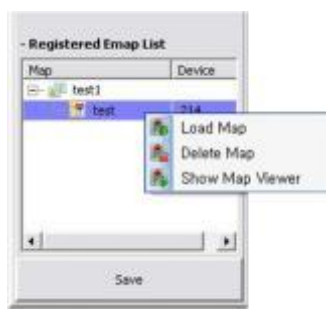 - Registered Emap List
Map Device
test1
test 214
Load Map
Delete Map
Show Map Viewer
Save